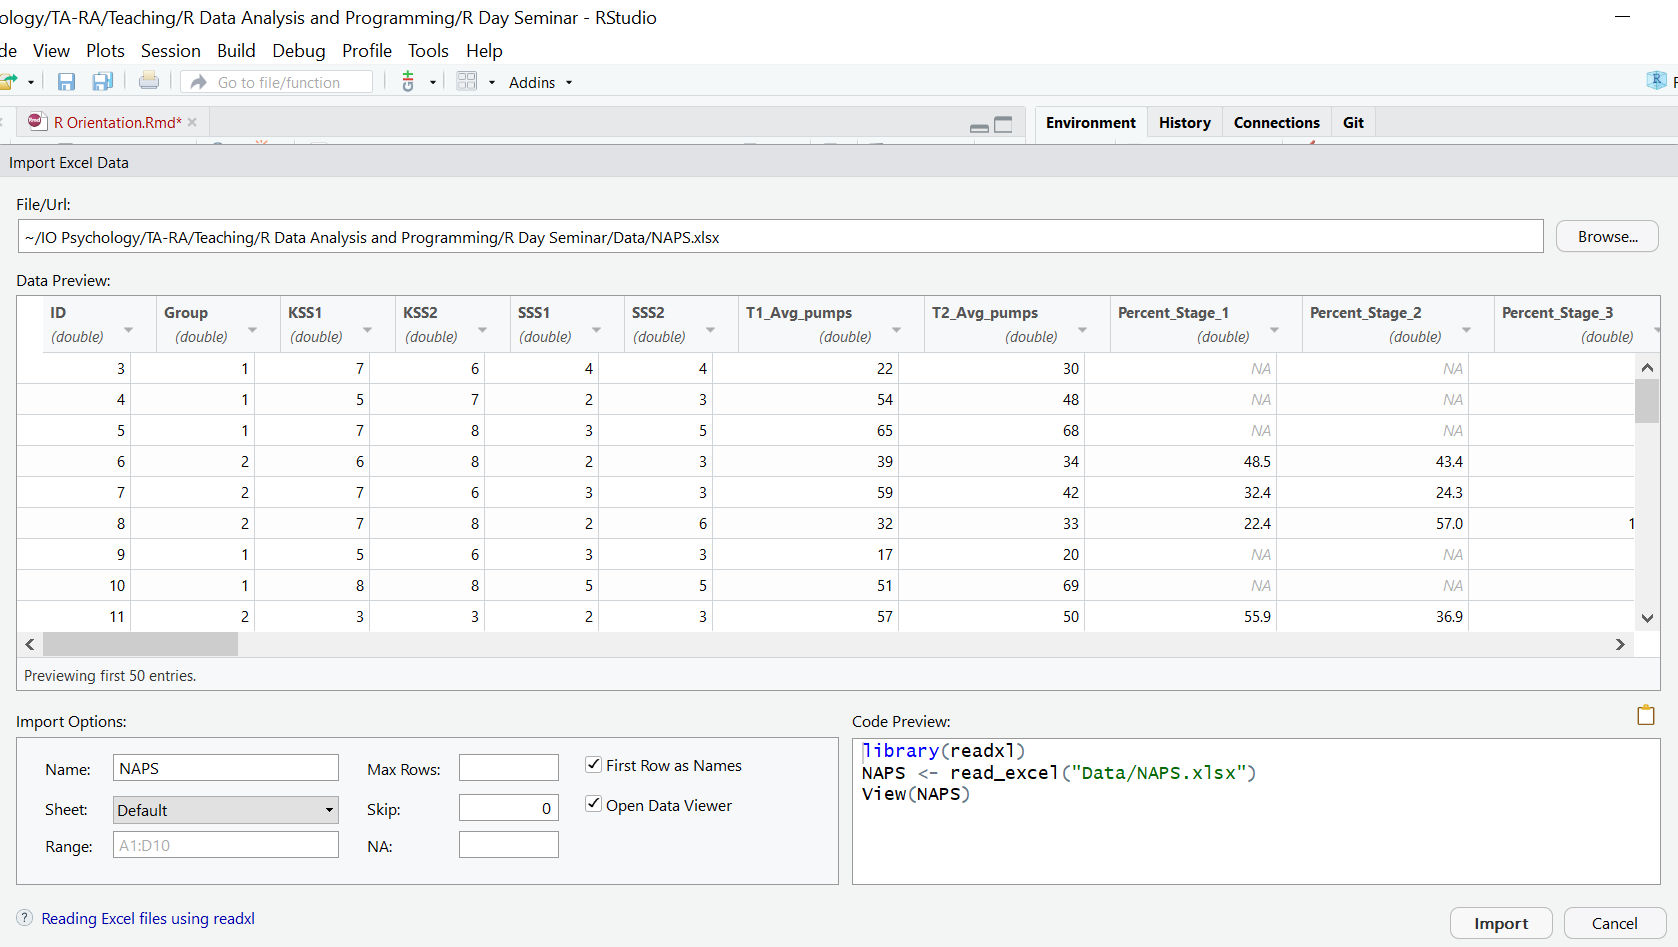 ology/TA-RA/Teaching/R Data Analysis and Programming/R Day Seminar - RStudio
de View Plots Session Build Debug Profile Tools Help
Go to file/function Addins
R Orientation.Rmd* Environment History Connections Git
Import Excel Data
File/Url:
~/IO Psychology/TA-RA/Teaching/R Data Analysis and Programming/R Day Seminar/Data/NAPS.xlsx Browse...
Data Preview:
ID Group KSS1 KSS2 SSS1 SSS2 T1_Avg_pumps T2_Avg_pumps Percent_Stage_1 Percent_Stage_2 Percent_Stage_3
(double) (double) (double) (double) (double) (double) (double) (double) (double) (double) (double)
3 1 7 6 4 4 22 30 NA NA
4 1 5 7 2 3 54 48 NA NA
5 1 7 8 3 5 65 68 NA NA
6 2 6 8 2 3 39 34 48.5 43.4
7 2 7 6 3 3 59 42 32.4 24.3
8 2 7 8 2 6 32 33 22.4 57.0 1
9 1 5 6 3 3 17 20 NA NA
10 1 8 8 5 5 51 69 NA NA
11 2 3 3 2 3 57 50 55.9 36.9
Previewing first 50 entries.
Import Options: Code Preview:
Name: NAPS Max Rows: First Row as Names
Sheet: Default Skip: 0 Open Data Viewer
Range: A1:D10 NA:
library(readxl)
NAPS <- read_excel("Data/NAPS.xlsx")
View(NAPS)
? Reading Excel files using readxl Import Cancel